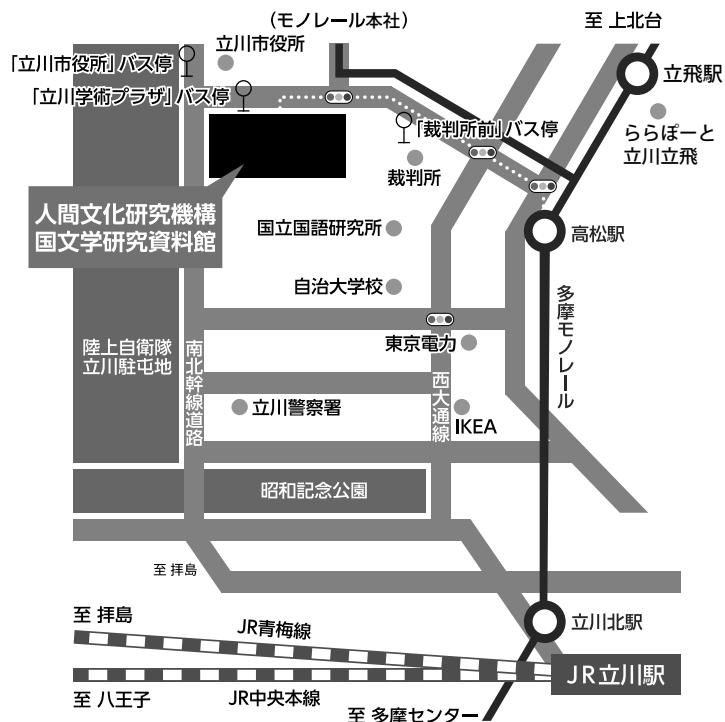 （モノレール本社）
至 上北台
立川市役所
「立川市役所」バス停
立飛駅
「立川学術プラザ」バス停
「裁判所前」バス停
ららぽーと
立川立飛
裁判所
人間文化研究機構
国文学研究資料館
国立国語研究所
高松駅
自治大学校
多摩モノレール
東京電力
陸上自衛隊
立川駐屯地
南北幹線道路
西大通線
立川警察署
IKEA
昭和記念公園
至 拝島
至 拝島
JR青梅線
立川北駅
JR立川駅
至 八王子
JR中央本線
至 多摩センター